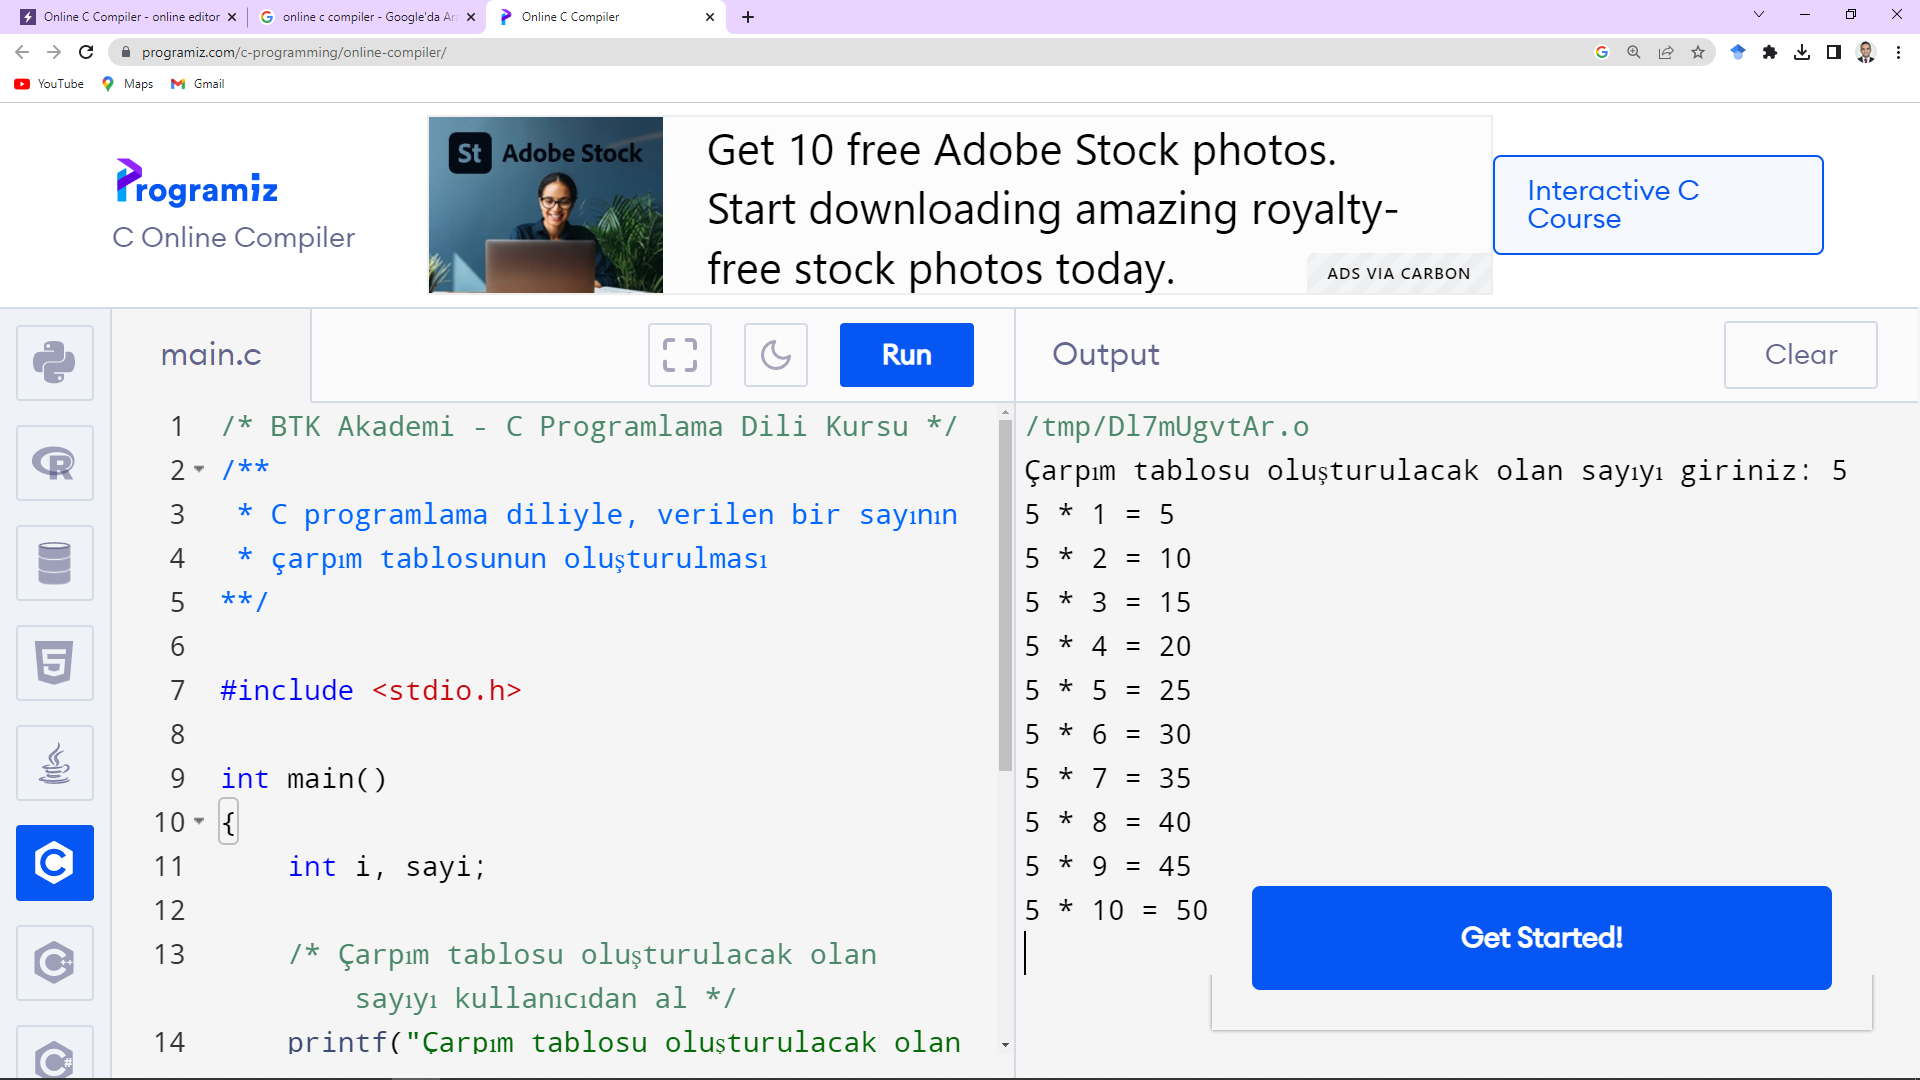 Online C Compiler - online editor
online c compiler - Google'da Ara
Online C Compiler
programiz.com/c-programming/online-compiler/
YouTube
Maps
Gmail
Programiz
C Online Compiler
St Adobe Stock
Get 10 free Adobe Stock photos.
Start downloading amazing royalty-
free stock photos today.
ADS VIA CARBON
Interactive C
Course
main.c
Run
1 /* BTK Akademi - C Programlama Dili Kursu */
2 /**
3 * C programlama diliyle, verilen bir sayının
4 * çarpım tablosunun oluşturulması
5 **/
6
7 #include <stdio.h>
8
9 int main()
10 {
11 int i, sayi;
12
13 /* Çarpım tablosu oluşturulacak olan
sayıyı kullanıcıdan al */
14 printf("Çarpım tablosu oluşturulacak olan
Output
Clear
/tmp/Dl7mUgvtAr.o
Çarpım tablosu oluşturulacak olan sayıyı giriniz: 5
5 * 1 = 5
5 * 2 = 10
5 * 3 = 15
5 * 4 = 20
5 * 5 = 25
5 * 6 = 30
5 * 7 = 35
5 * 8 = 40
5 * 9 = 45
5 * 10 = 50
Get Started!